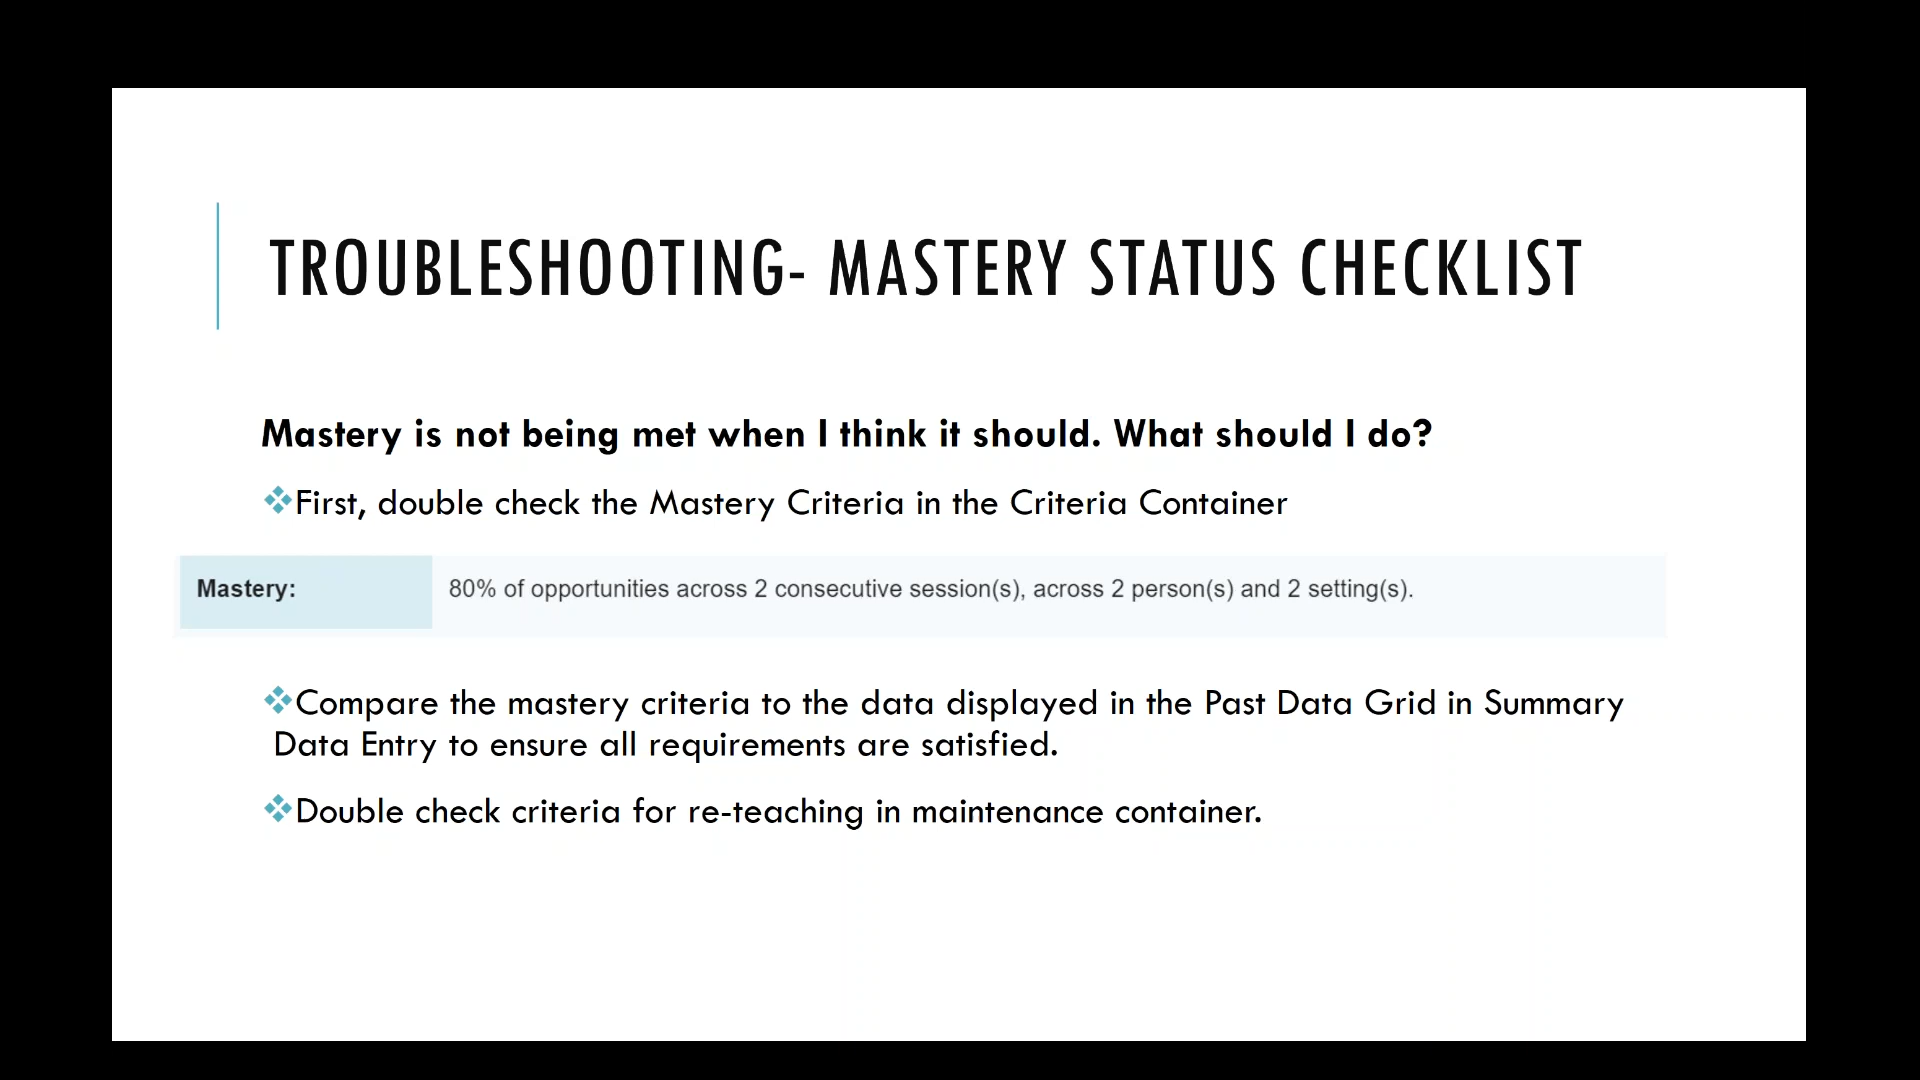 TROUBLESHOOTING- MASTERY STATUS CHECKLIST
Mastery is not being met when I think it should. What should I do?
❖First, double check the Mastery Criteria in the Criteria Container
Mastery: 80% of opportunities across 2 consecutive session(s), across 2 person(s) and 2 setting(s).
❖Compare the mastery criteria to the data displayed in the Past Data Grid in Summary
Data Entry to ensure all requirements are satisfied.
❖Double check criteria for re-teaching in maintenance container.